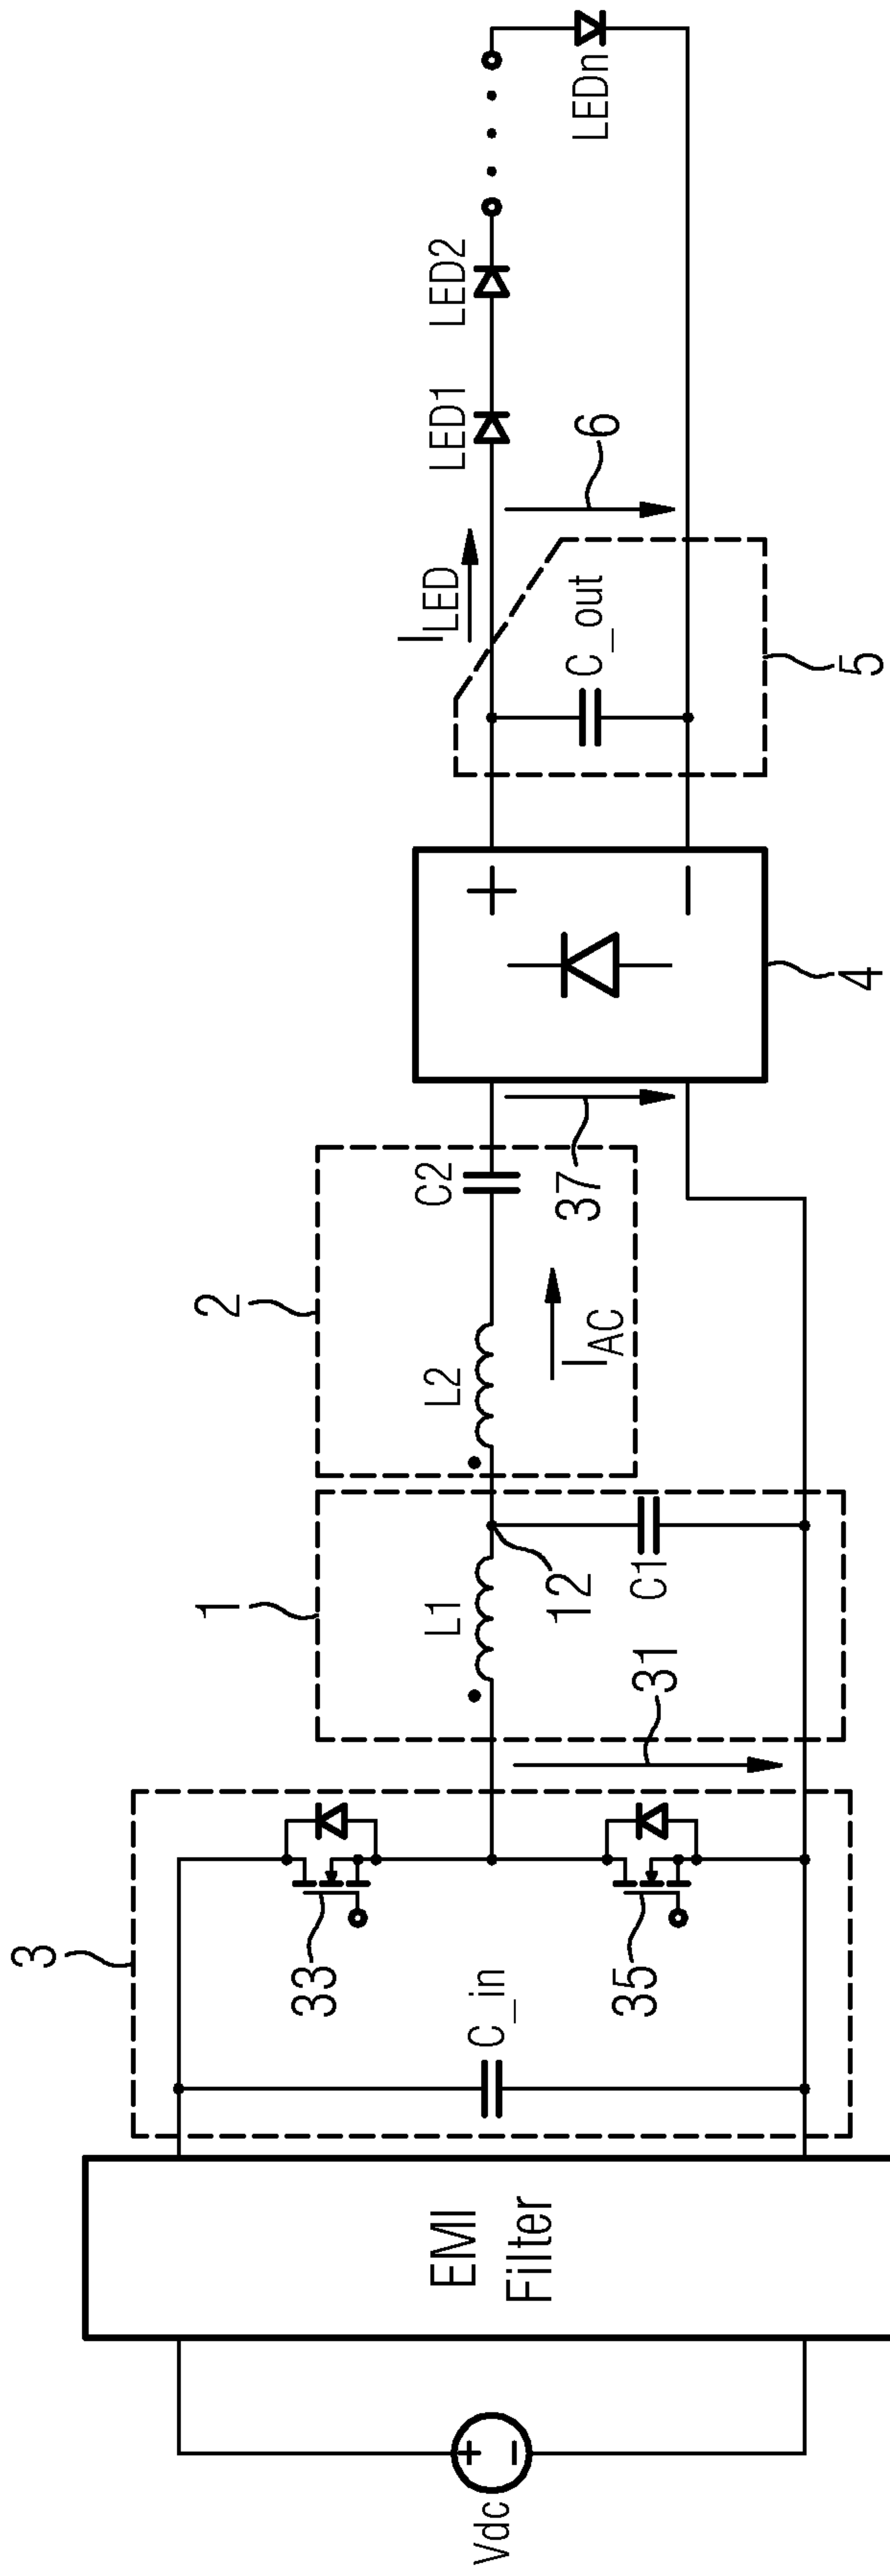 Vdc
+
−
EMI
Filter
3
C_in
33
35
31
1
L1
12
C1
2
L2
I_AC
C2
37
4
+
−
5
C_out
I_LED
6
LED1
LED2
LEDn